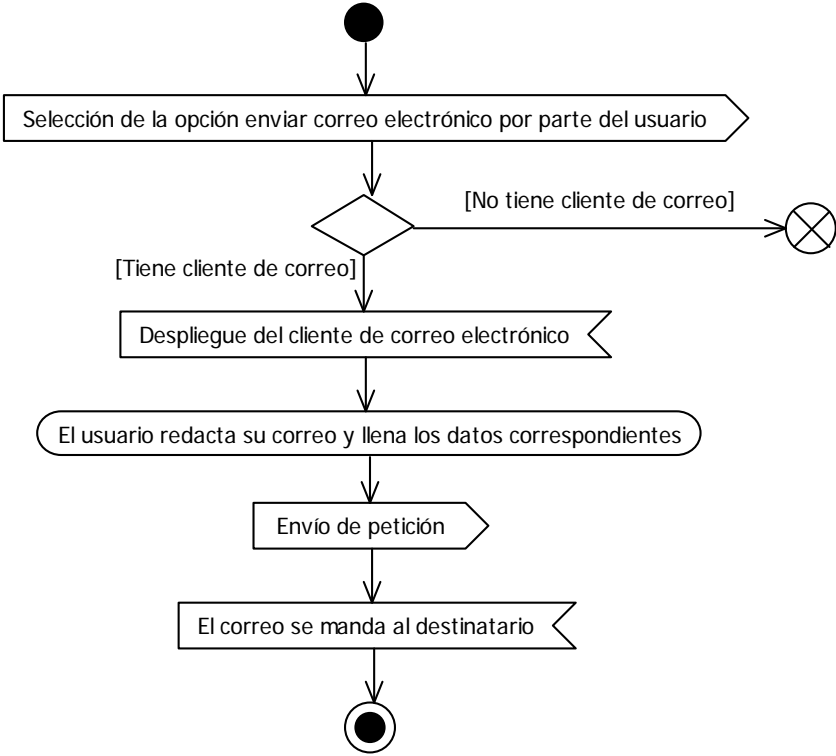 Selección de la opción enviar correo electrónico por parte del usuario
[No tiene cliente de correo]
[Tiene cliente de correo]
Despliegue del cliente de correo electrónico
El usuario redacta su correo y llena los datos correspondientes
Envío de petición
El correo se manda al destinatario